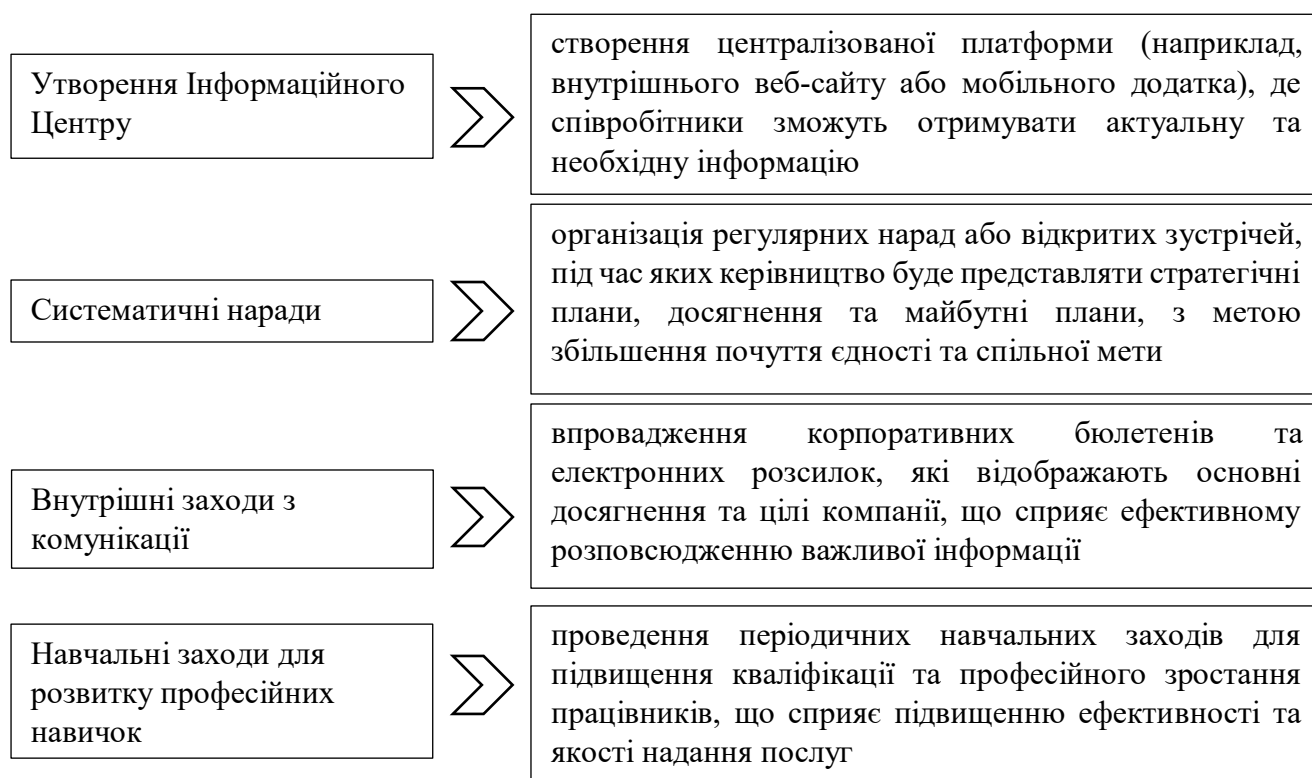 Утворення Інформаційного
Центру
створення централізованої платформи (наприклад,
внутрішнього веб-сайту або мобільного додатка), де
співробітники зможуть отримувати актуальну та
необхідну інформацію
Систематичні наради
організація регулярних нарад або відкритих зустрічей,
під час яких керівництво буде представляти стратегічні
плани, досягнення та майбутні плани, з метою
збільшення почуття єдності та спільної мети
Внутрішні заходи з
комунікації
впровадження корпоративних бюлетенів та
електронних розсилок, які відображають основні
досягнення та цілі компанії, що сприяє ефективному
розповсюдженню важливої інформації
Навчальні заходи для
розвитку професійних
навичок
проведення періодичних навчальних заходів для
підвищення кваліфікації та професійного зростання
працівників, що сприяє підвищенню ефективності та
якості надання послуг